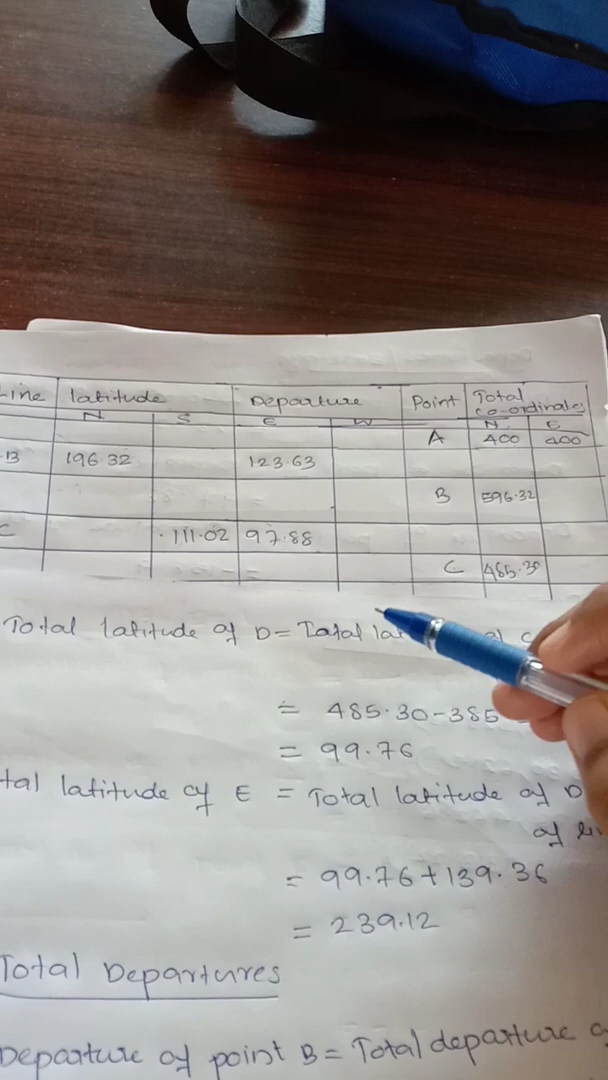 Line latitude Departure Point Total co-ordinates
N S E W N E
A 400 400
B 196.32 123.63
B 596.32
C 111.02 97.88
C 485.30
Total latitude of D = Total
= 485.30-385
= 99.76
tal latitude of E = Total latitude of D
of
= 99.76+139.36
= 239.12
Total Departures
Departure of point B = Total departure